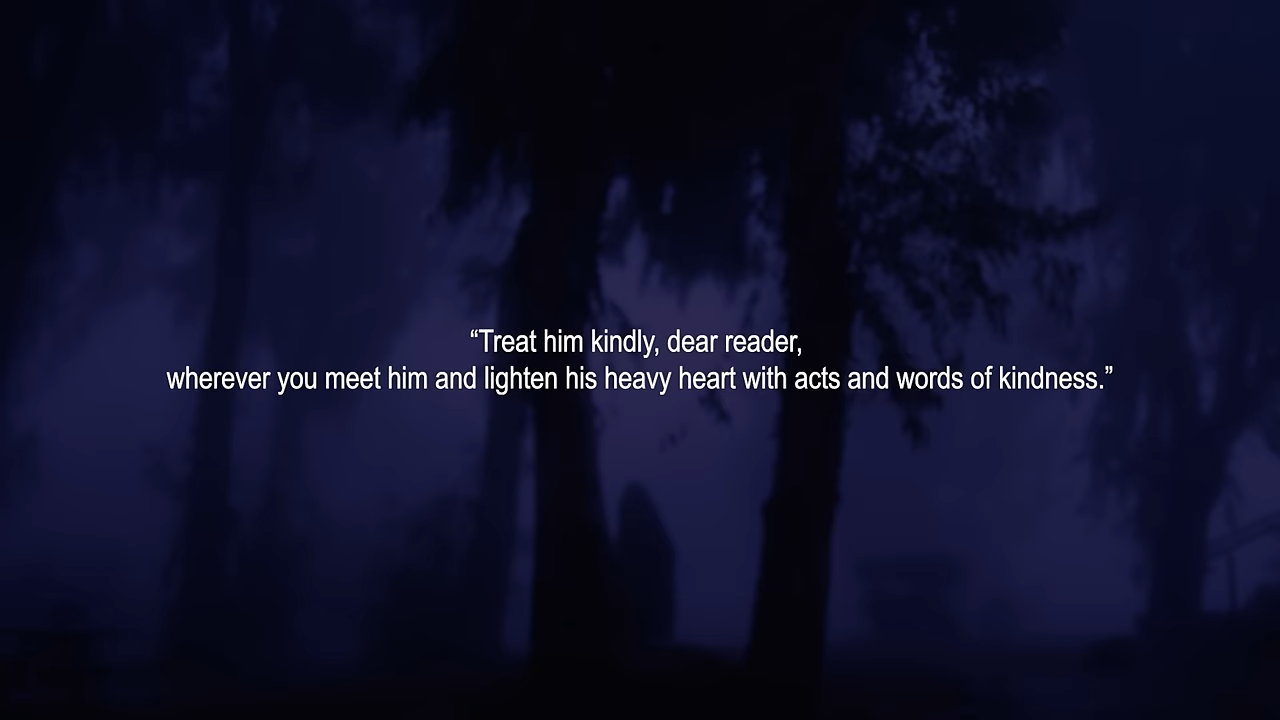 “Treat him kindly, dear reader,
wherever you meet him and lighten his heavy heart with acts and words of kindness.”